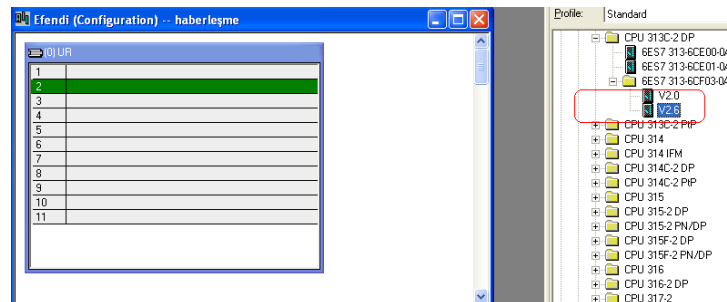 Efendi (Configuration) -- haberleşme
(0) UR
1
2
3
4
5
6
7
8
9
10
11
Profile: Standard
CPU 313C-2 DP
6ES7 313-6CE00-0A
6ES7 313-6CE01-0A
6ES7 313-6CF03-0A
V2.0
V2.6
CPU 313C-2 PtP
CPU 314
CPU 314 IFM
CPU 314C-2 DP
CPU 314C-2 PtP
CPU 315
CPU 315-2 DP
CPU 315-2 PN/DP
CPU 315F-2 DP
CPU 315F-2 PN/DP
CPU 316
CPU 316-2 DP
CPU 317-2